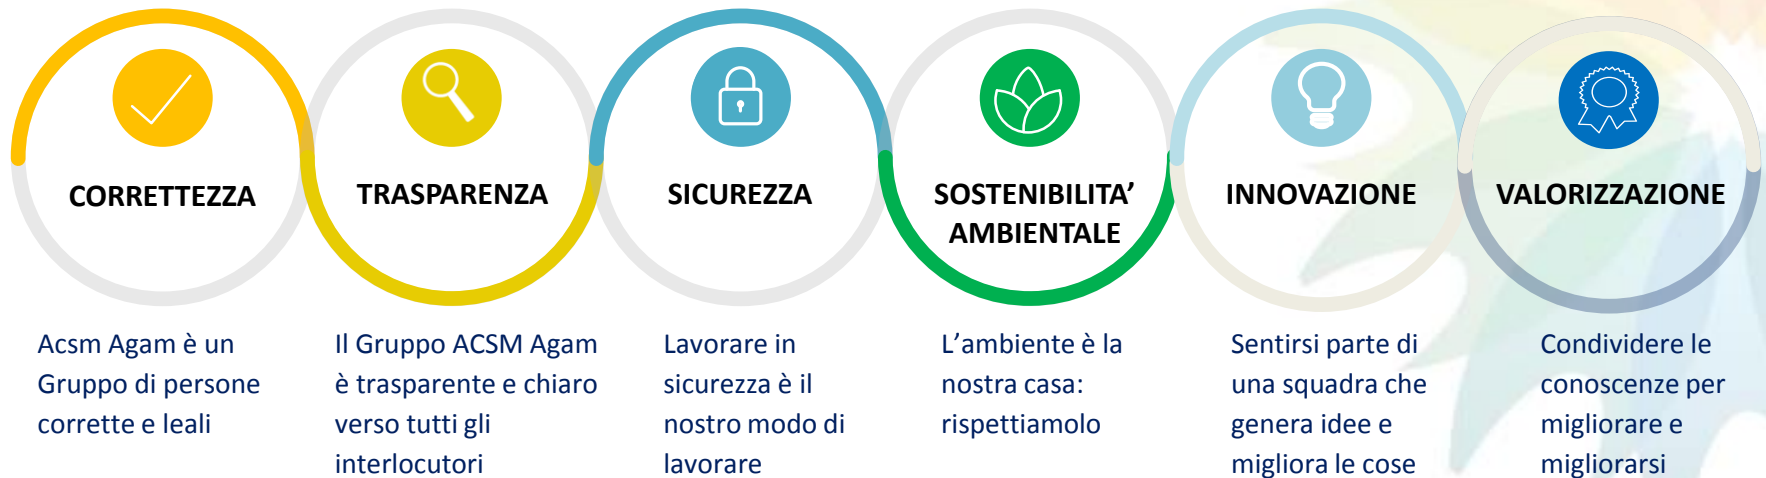 CORRETTEZZA
Acsm Agam è un
Gruppo di persone
corrette e leali
TRASPARENZA
Il Gruppo ACSM Agam
è trasparente e chiaro
verso tutti gli
interlocutori
SICUREZZA
Lavorare in
sicurezza è il
nostro modo di
lavorare
SOSTENIBILITA’
AMBIENTALE
L’ambiente è la
nostra casa:
rispettiamolo
INNOVAZIONE
Sentirsi parte di
una squadra che
genera idee e
migliora le cose
VALORIZZAZIONE
Condividere le
conoscenze per
migliorare e
migliorarsi